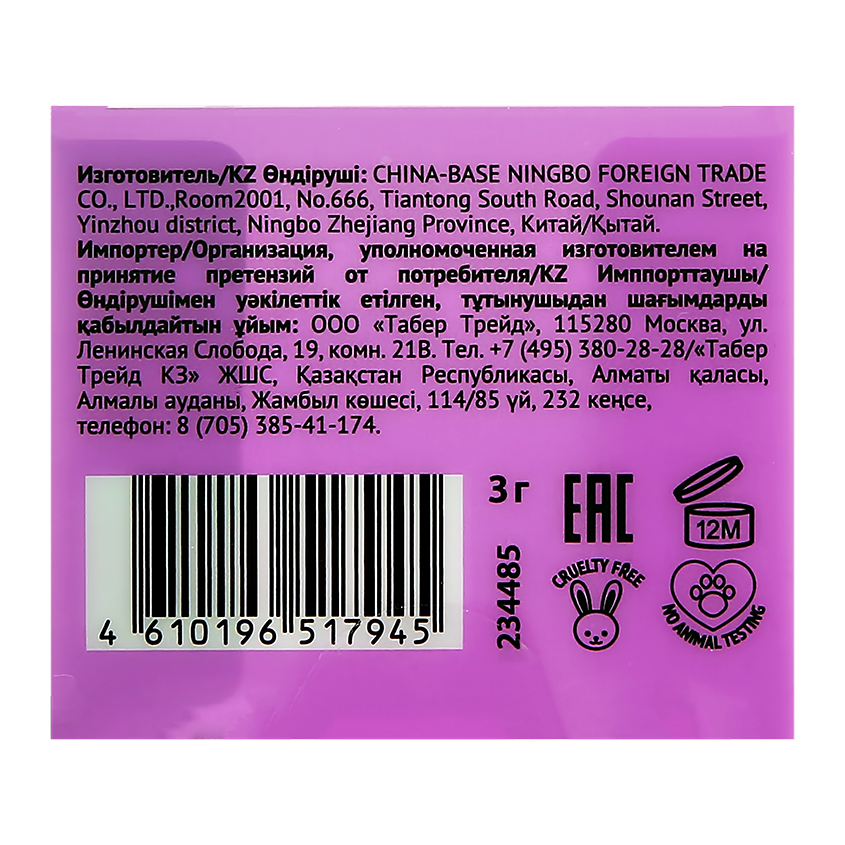 Изготовитель/KZ Өндіруші: CHINA-BASE NINGBO FOREIGN TRADE
CO., LTD.,Room2001, No.666, Tiantong South Road, Shounan Street,
Yinzhou district, Ningbo Zhejiang Province, Китай/Қытай.
Импортер/Организация, уполномоченная изготовителем на
принятие претензий от потребителя/KZ Имппорттаушы/
Өндірушімен уәкілеттік етілген, тұтынушыдан шағымдарды
қабылдайтын ұйым: ООО «Табер Трейд», 115280 Москва, ул.
Ленинская Слобода, 19, комн. 21В. Тел. +7 (495) 380-28-28/«Табер
Трейд КЗ» ЖШС, Қазақстан Республикасы, Алматы қаласы,
Алмалы ауданы, Жамбыл көшесі, 114/85 үй, 232 кеңсе,
телефон: 8 (705) 385-41-174.
3 г
EAC
12M
234485
CRUELTY FREE
NO ANIMAL TESTING
4 610196 517945